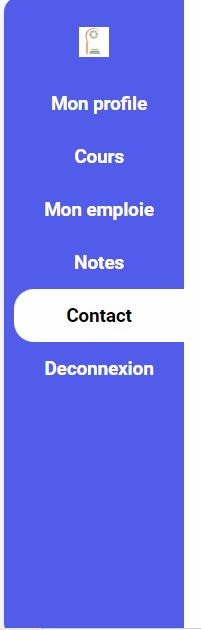 Mon profile
Cours
Mon emploie
Notes
Contact
Deconnexion